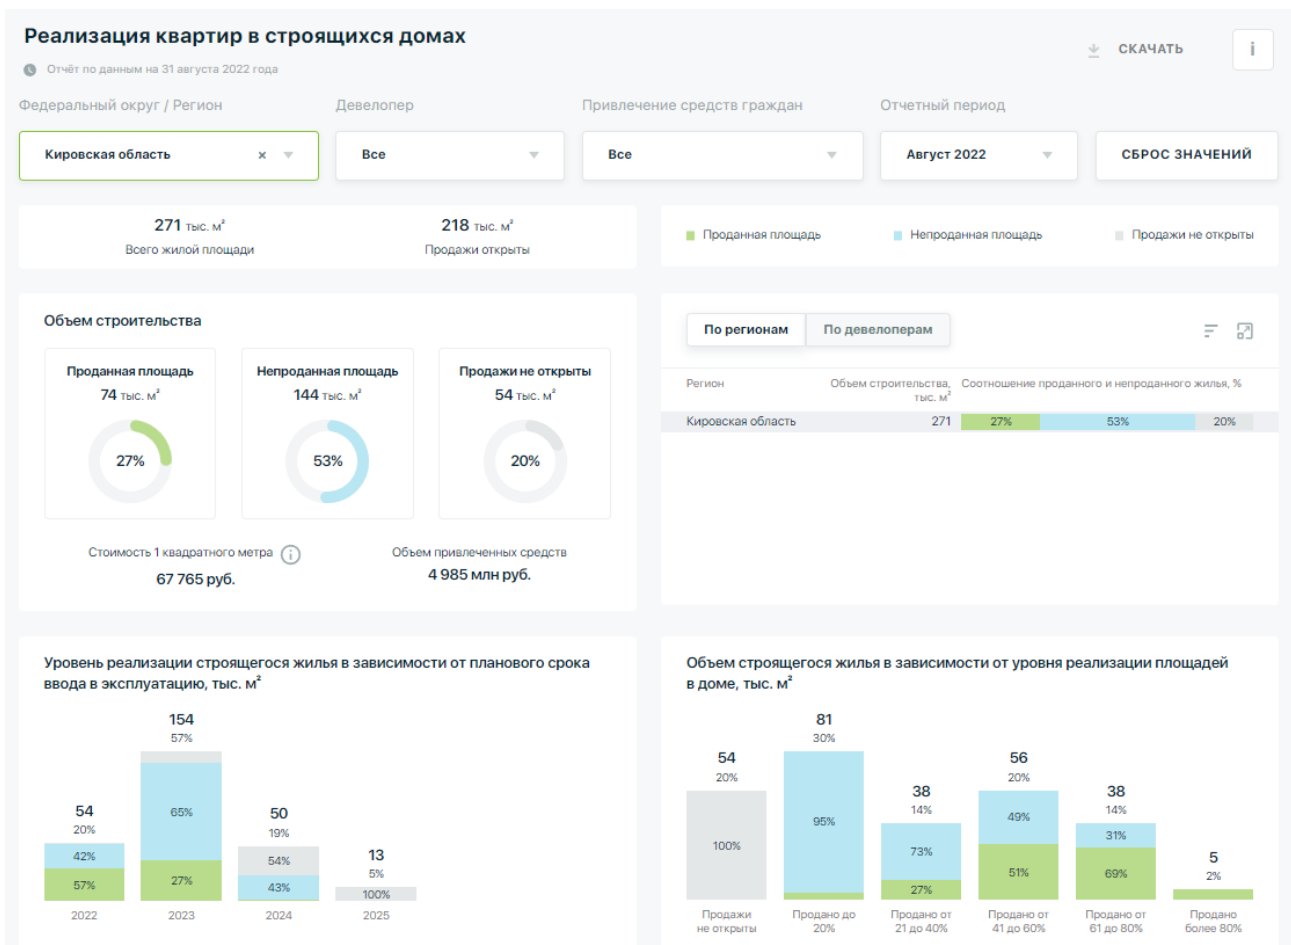 Реализация квартир в строящихся домах
СКАЧАТЬ
i
Отчёт по данным на 31 августа 2022 года
Федеральный округ / Регион
Девелопер
Привлечение средств граждан
Отчетный период
Кировская область
×
Все
Все
Август 2022
СБРОС ЗНАЧЕНИЙ
271 тыс. м²
Всего жилой площади
218 тыс. м²
Продажи открыты
Проданная площадь
Непроданная площадь
Продажи не открыты
Объем строительства
Проданная площадь
74 тыс. м²
27%
Непроданная площадь
144 тыс. м²
53%
Продажи не открыты
54 тыс. м²
20%
Стоимость 1 квадратного метра i
67 765 руб.
Объем привлеченных средств
4 985 млн руб.
По регионам
По девелоперам
Регион
Объем строительства,
тыс. м²
Соотношение проданного и непроданного жилья, %
Кировская область 271 27% 53% 20%
Уровень реализации строящегося жилья в зависимости от планового срока
ввода в эксплуатацию, тыс. м²
54
20%
42%
57%
2022
154
57%
65%
27%
2023
50
19%
54%
43%
2024
13
5%
100%
2025
Объем строящегося жилья в зависимости от уровня реализации площадей
в доме, тыс. м²
54
20%
100%
Продажи
не открыты
81
30%
95%
Продано до
20%
38
14%
73%
27%
Продано от
21 до 40%
56
20%
49%
51%
Продано от
41 до 60%
38
14%
31%
69%
Продано от
61 до 80%
5
2%
Продано
более 80%